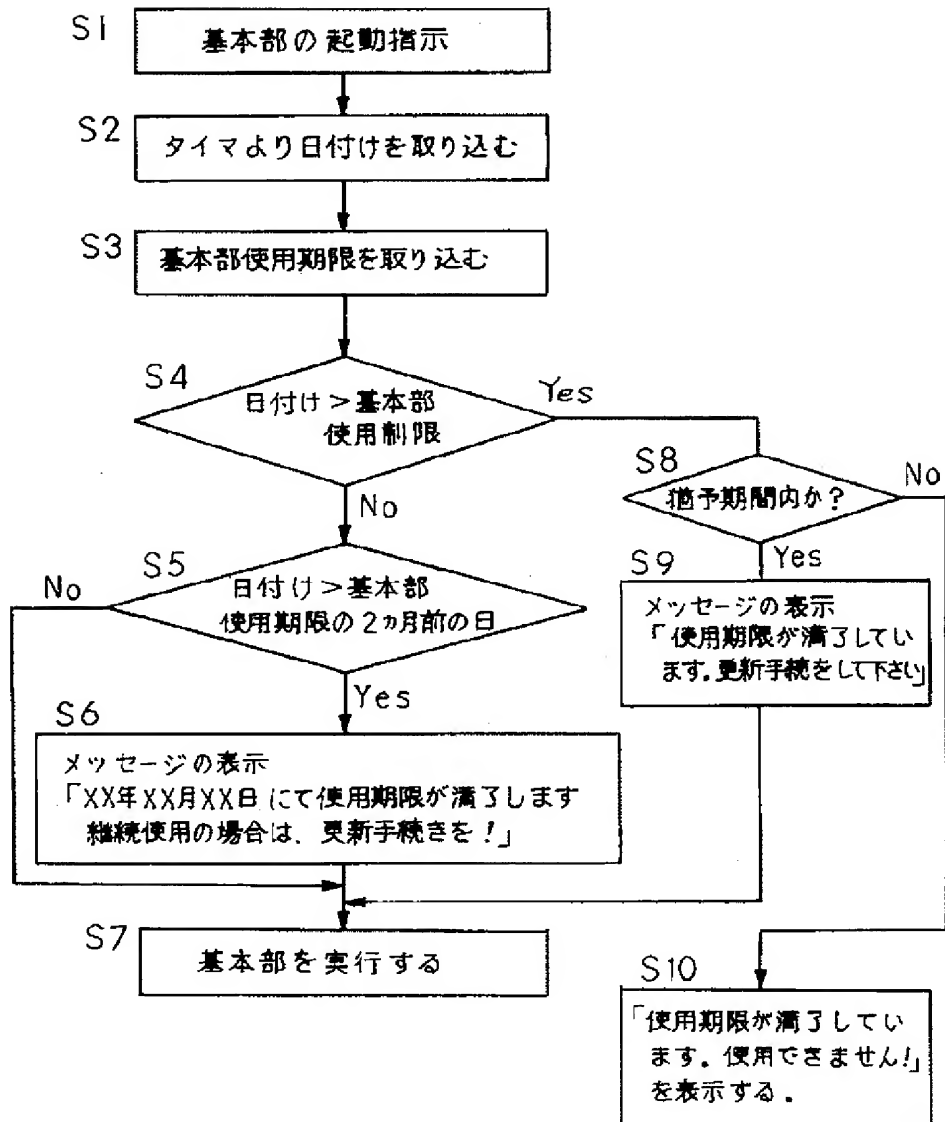 S1
基本部の起動指示
S2
タイマより日付けを取り込む
S3
基本部使用期限を取り込む
S4
日付け>基本部
使用制限
Yes
No
S8
猶予期間内か?
No
Yes
S5
日付け>基本部
使用期限の2ヵ月前の日
No
Yes
S9
メッセージの表示
「使用期限が満了してい
ます.更新手続をして下さい」
S6
メッセージの表示
「XX年XX月XX日にて使用期限が満了します
継続使用の場合は、更新手続きを!」
S7
基本部を実行する
S10
「使用期限が満了してい
ます。使用できません!」
を表示する.